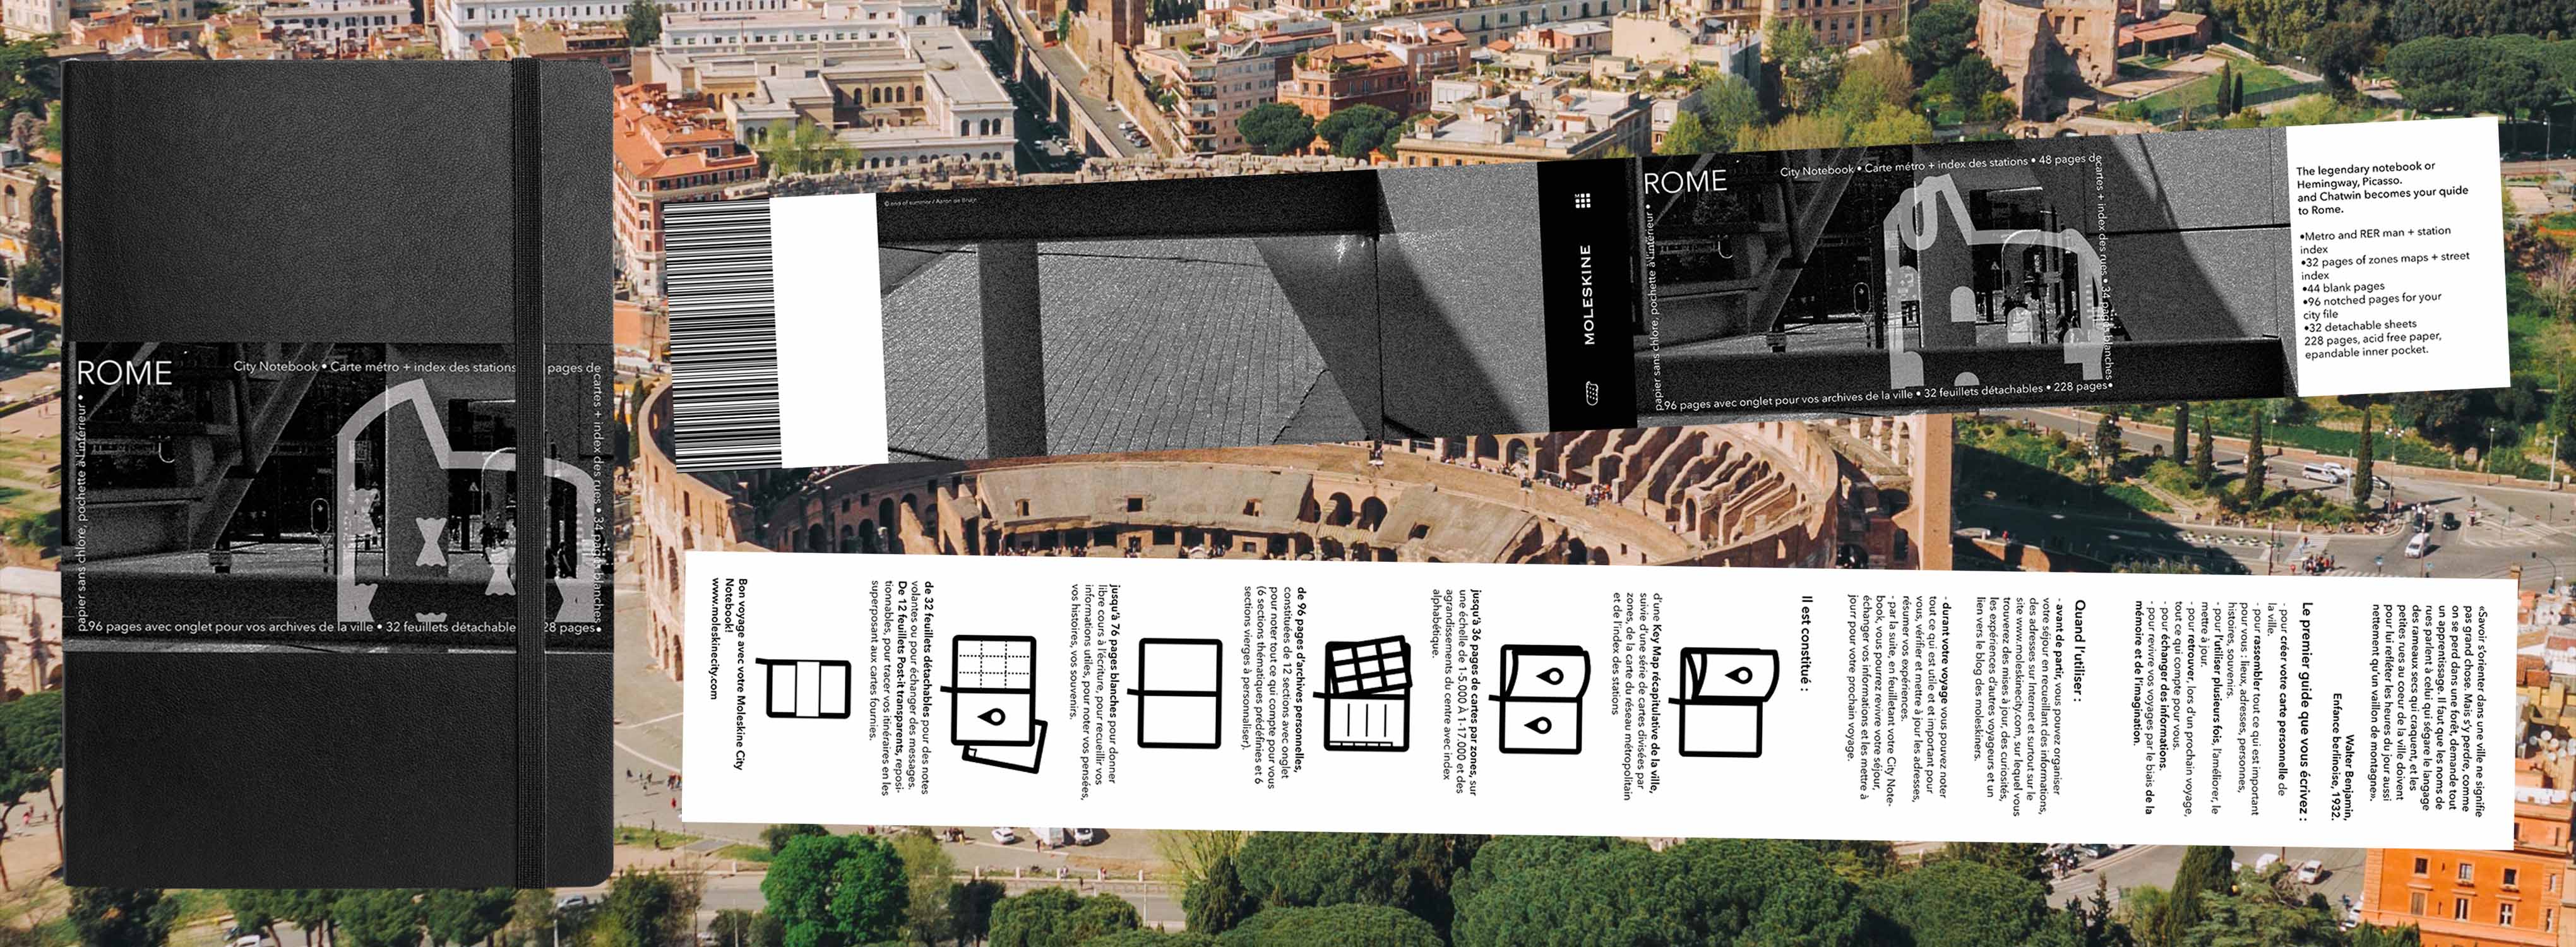 ROME
City Notebook • Carte métro + index des stations
pages de
cartes + index des rues • 34 pages blanches
papier sans chlore, pochette à l'intérieur •
96 pages avec onglet pour vos archives de la ville • 32 feuillets détachable
28 pages•
MOLESKINE
ROME
City Notebook • Carte métro + index des stations • 48 pages de
cartes + index des rues • 34 pages blanches
papier sans chlore, pochette à l'intérieur •
96 pages avec onglet pour vos archives de la ville • 32 feuillets détachables • 228 pages•
The legendary notebook or
Hemingway, Picasso.
and Chatwin becomes your quide
to Rome.
•Metro and RER man + station
index
•32 pages of zones maps + street
index
•44 blank pages
•96 notched pages for your
city file
•32 detachable sheets
228 pages, acid free paper,
epandable inner pocket.
«Savoir s'orienter dans une ville ne signifie
pas grand chose. Mais s'y perdre, comme
on se perd dans une forêt, demande tout
un apprentissage. Il faut que les noms de
rues parlent à celui qui s'égare le langage
des rameaux secs qui craquent, et les
petites rues au coeur de la ville doivent
pour lui refléter les heures du jour aussi
nettement qu'un vallon de montagne».
Walter Benjamin,
Enfance berlinoise, 1932.
Le premier guide que vous écrivez :
- pour créer votre carte personnelle de
la ville.
- pour rassembler tout ce qui est important
pour vous : lieux, adresses, personnes,
histoires, souvenirs.
- pour l'utiliser plusieurs fois, l'améliorer, le
mettre à jour.
- pour retrouver, lors d'un prochain voyage,
tout ce qui compte pour vous.
- pour échanger des informations.
- pour revivre vos voyages par le biais de la
mémoire et de l'imagination.
Quand l'utiliser :
- avant de partir, vous pouvez organiser
votre séjour en recueillant des informations,
des adresses sur Internet et surtout sur le
site www.moleskinecity.com, sur lequel vous
trouverez des mises à jour, des curiosités,
les expériences d'autres voyageurs et un
lien vers le blog des moleskiners.
- durant votre voyage vous pouvez noter
tout ce qui est utile et important pour
vous, vérifier et mettre à jour les adresses,
résumer vos expériences.
- par la suite, en feuilletant votre City Note-
book, vous pourrez revivre votre séjour,
échanger vos informations et les mettre à
jour pour votre prochain voyage.
Il est constitué :
d'une Key Map récapitulative de la ville,
suivie d'une série de cartes divisées par
zones, de la carte du réseau métropolitain
et de l'index des stations
jusqu'à 36 pages de cartes par zones, sur
une échelle de 1-5.000 À 1-17.000 et des
agrandissements du centre avec index
alphabétique.
de 96 pages d'archives personnelles,
constituées de 12 sections avec onglet
pour noter tout ce qui compte pour vous
(6 sections thématiques prédéfinies et 6
sections vierges à personnaliser).
jusqu'à 76 pages blanches pour donner
libre cours à l'écriture, pour recueillir vos
informations utiles, pour noter vos pensées,
vos histoires, vos souvenirs.
de 32 feuillets détachables pour des notes
volantes ou pour échanger des messages.
De 12 feuillets Post-it transparents, reposi-
tionnables, pour tracer vos itinéraires en les
superposant aux cartes fournies.
Bon voyage avec votre Moleskine City
Notebook!
www.moleskinecity.com